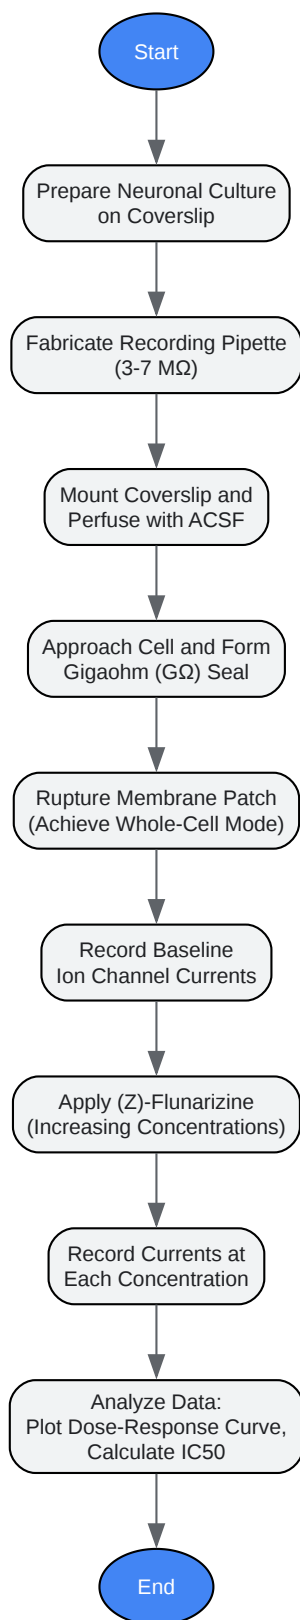 Start
Prepare Neuronal Culture
on Coverslip
Fabricate Recording Pipette
(3-7 MΩ)
Mount Coverslip and
Perfuse with ACSF
Approach Cell and Form
Gigaohm (GΩ) Seal
Rupture Membrane Patch
(Achieve Whole-Cell Mode)
Record Baseline
Ion Channel Currents
Apply (Z)-Flunarizine
(Increasing Concentrations)
Record Currents at
Each Concentration
Analyze Data:
Plot Dose-Response Curve,
Calculate IC50
End